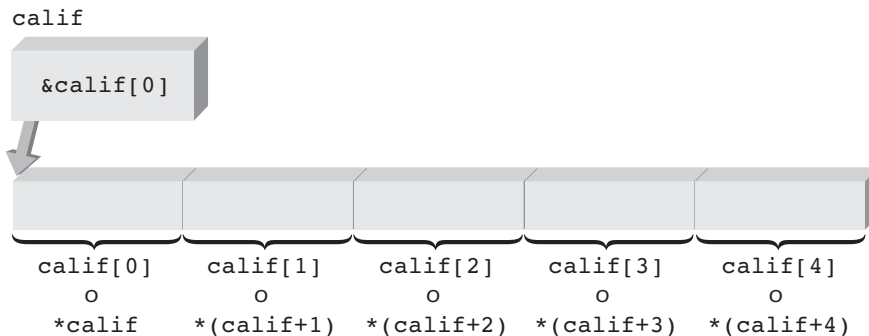 calif
&calif[0]
calif[0] calif[1] calif[2] calif[3] calif[4]
o o o o o
*calif *(calif+1) *(calif+2) *(calif+3) *(calif+4)